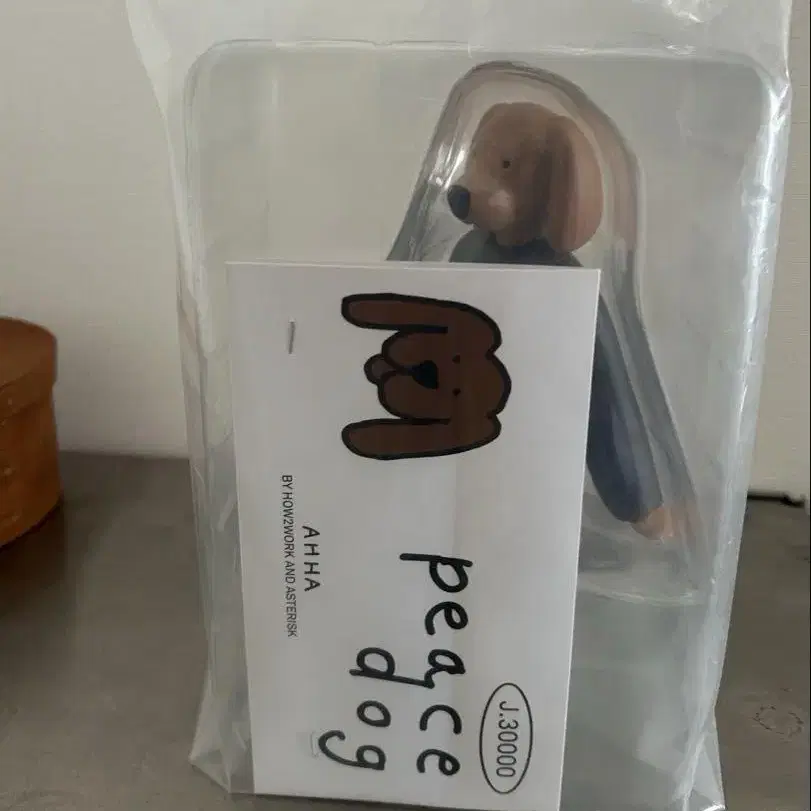 J.30000
peace
dog
AHHA
BY HOW2WORK AND ASTERISK